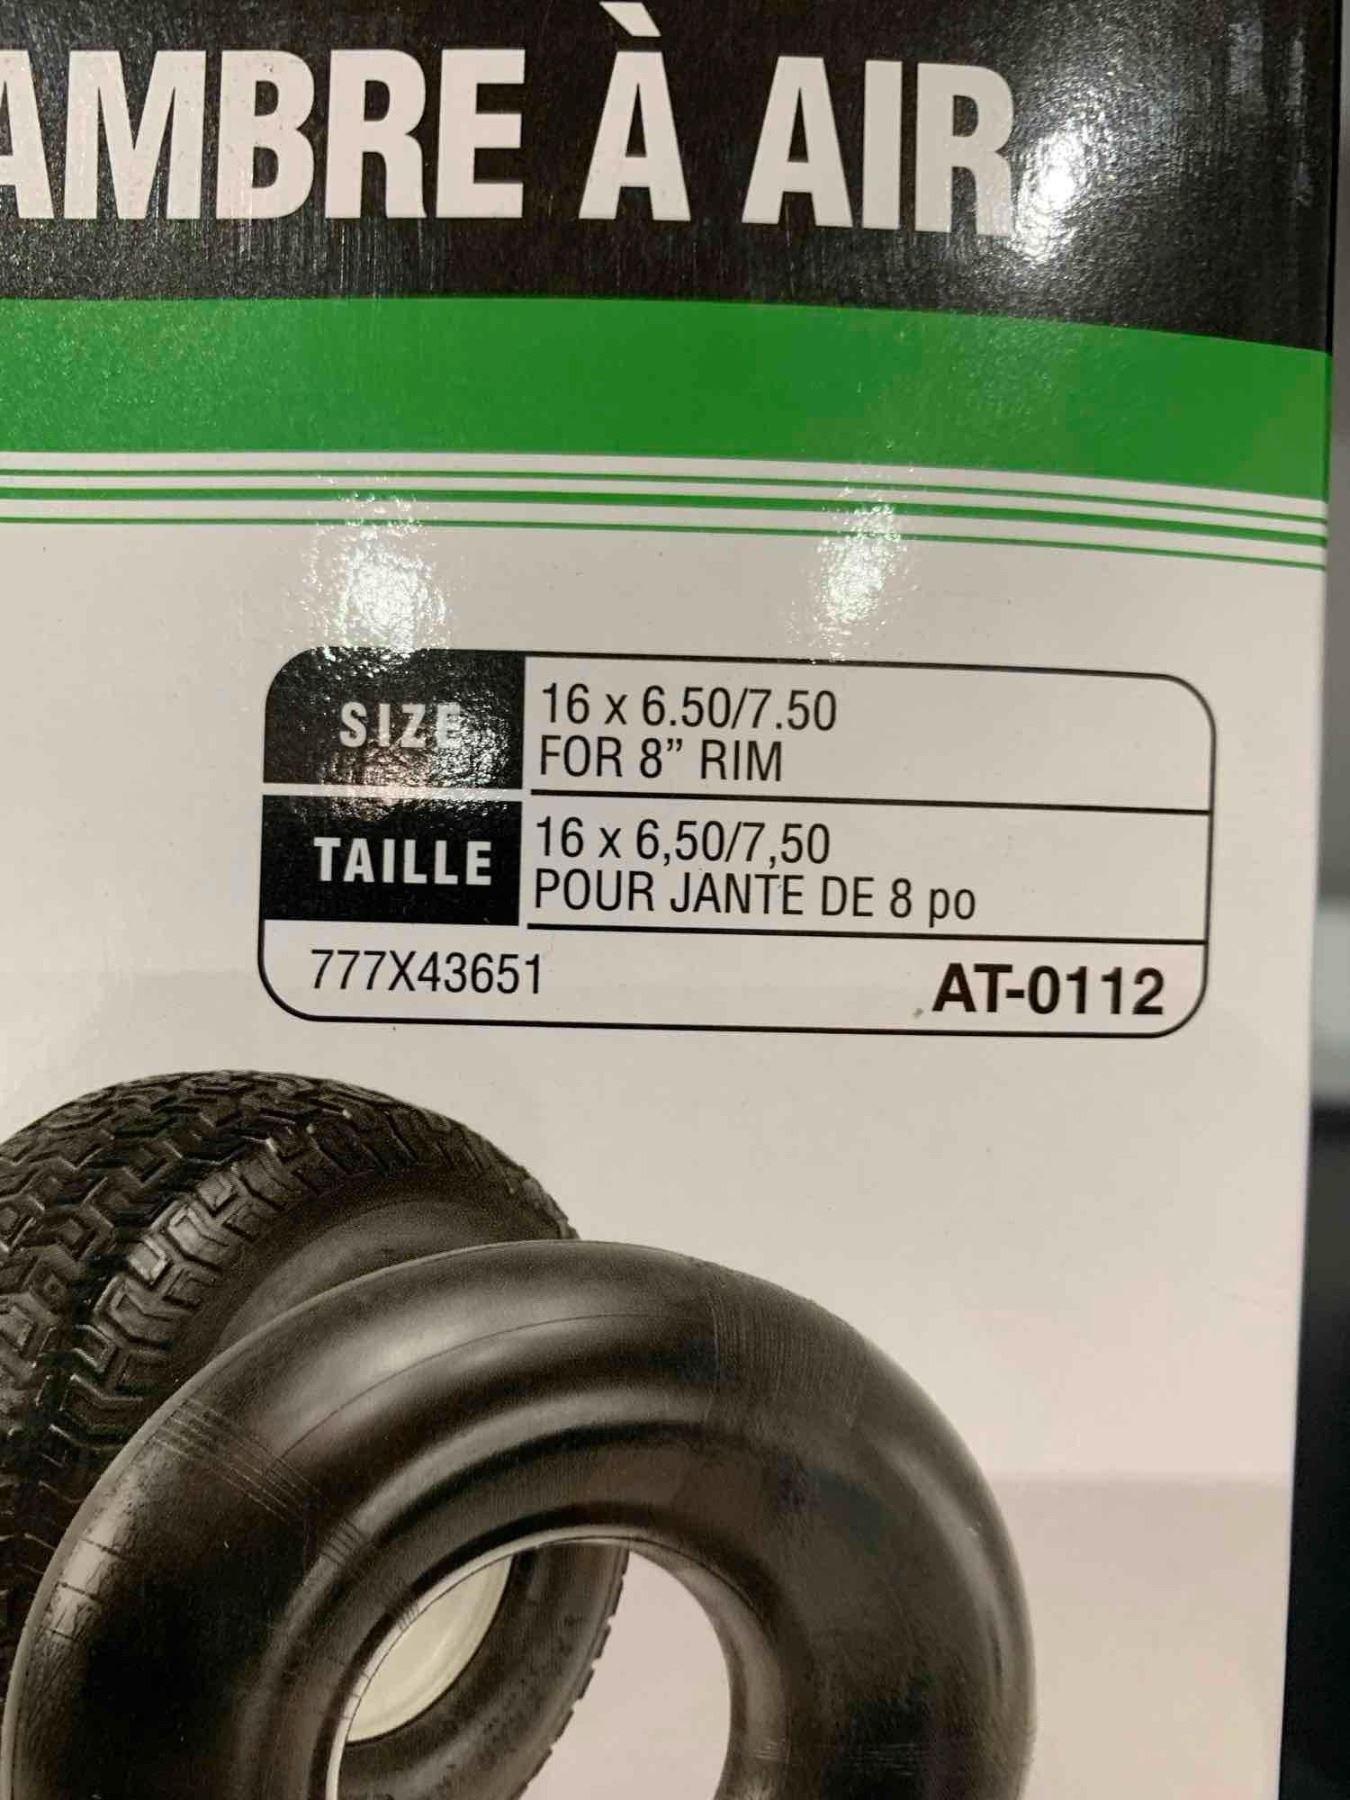 AMBRE À AIR
SIZE
16 x 6.50/7.50
FOR 8” RIM
TAILLE
16 x 6,50/7,50
POUR JANTE DE 8 po
777X43651
AT-0112